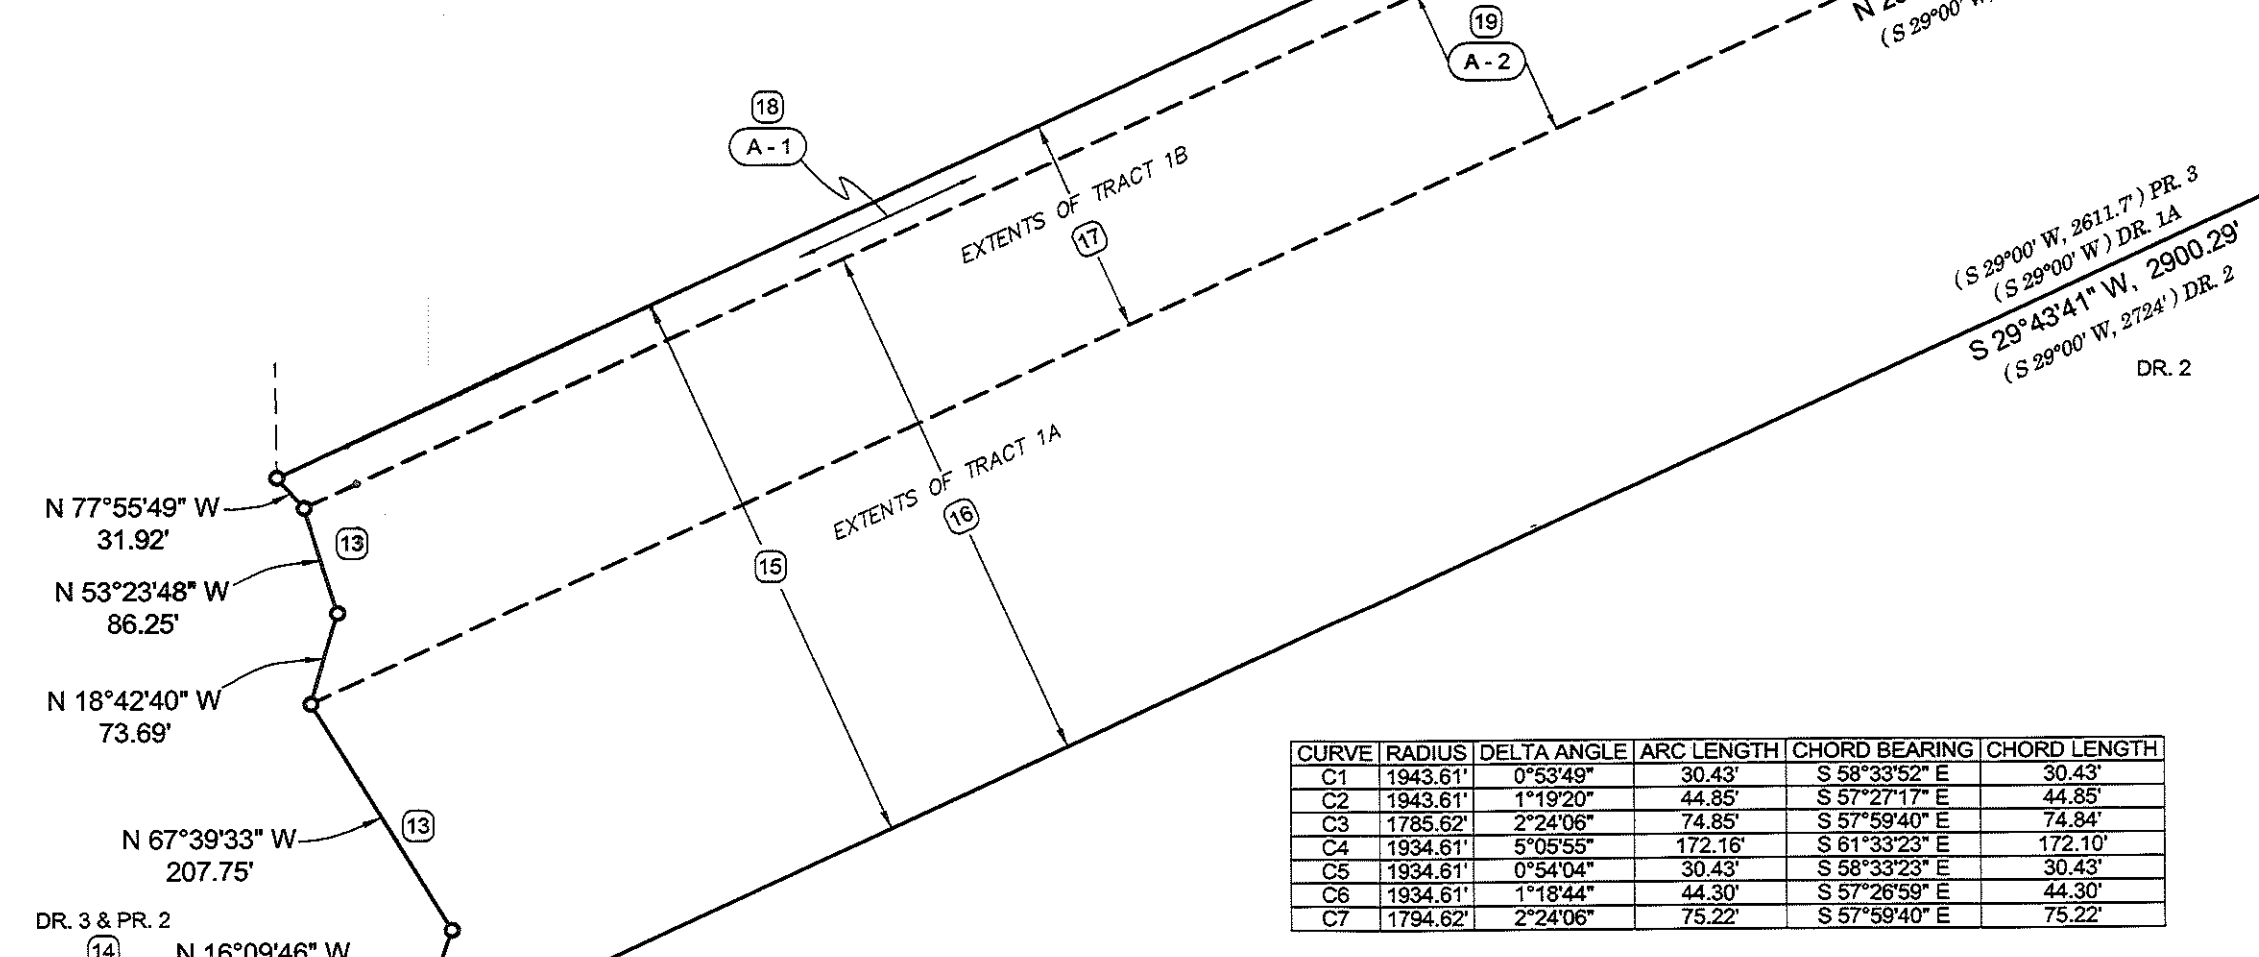 19
A - 2
(S 29°00'
18
A - 1
EXTENTS OF TRACT 1B
17
(S 29°00' W, 2611.7') PR. 3
(S 29°00' W) DR. 1A
S 29°43'41" W, 2900.29'
(S 29°00' W, 2724') DR. 2
DR. 2
EXTENTS OF TRACT 1A
16
15
N 77°55'49" W
31.92'
13
N 53°23'48" W
86.25'
N 18°42'40" W
73.69'
N 67°39'33" W
207.75'
13
DR. 3 & PR. 2
14
N 16°09'46" W
CURVE RADIUS DELTA ANGLE ARC LENGTH CHORD BEARING CHORD LENGTH
C1 1943.61' 0°53'49" 30.43' S 58°33'52" E 30.43'
C2 1943.61' 1°19'20" 44.85' S 57°27'17" E 44.85'
C3 1785.62' 2°24'06" 74.85' S 57°59'40" E 74.84'
C4 1934.61' 5°05'55" 172.16' S 61°33'23" E 172.10'
C5 1934.61' 0°54'04" 30.43' S 58°33'23" E 30.43'
C6 1934.61' 1°18'44" 44.30' S 57°26'59" E 44.30'
C7 1794.62' 2°24'06" 75.22' S 57°59'40" E 75.22'